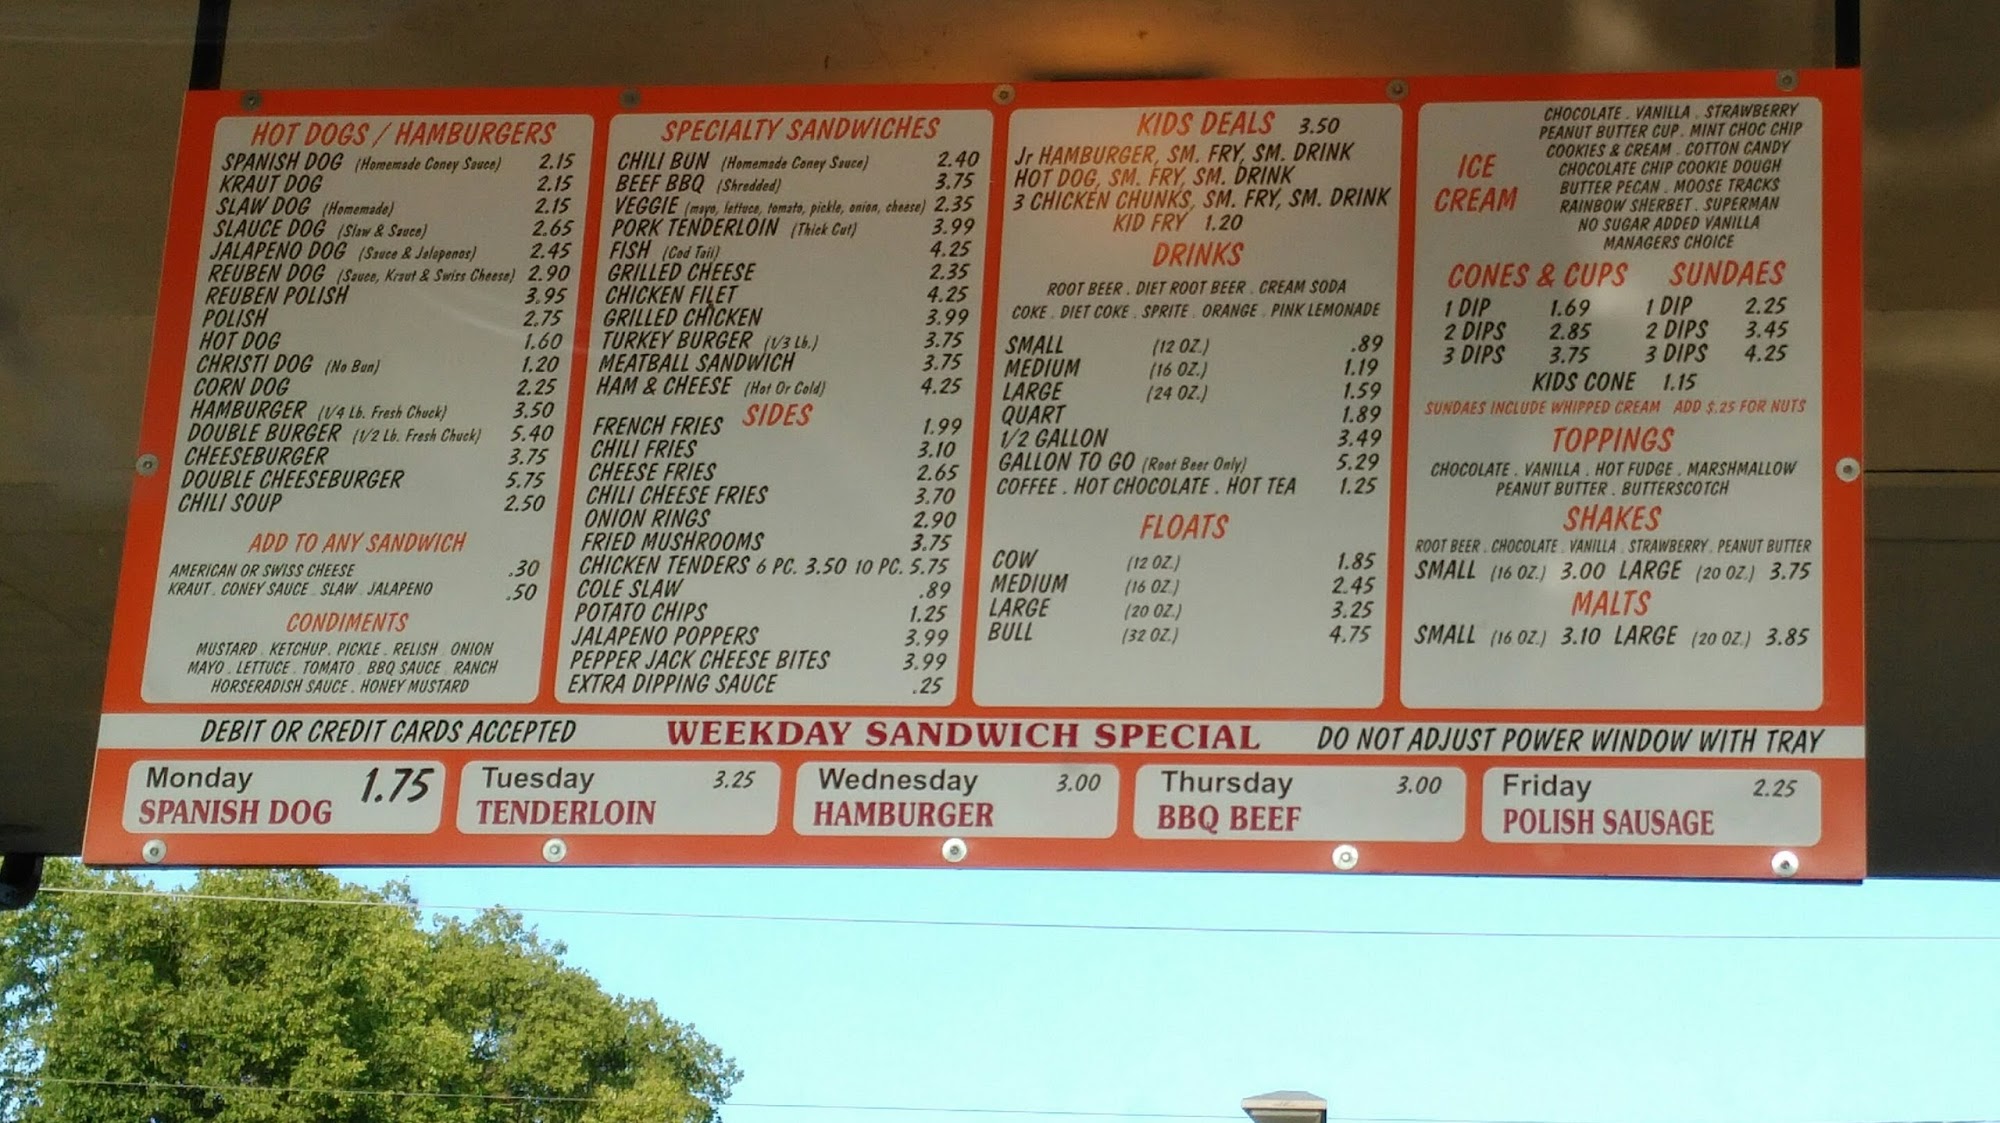 HOT DOGS / HAMBURGERS
SPANISH DOG (Homemade Coney Sauce) 2.15
KRAUT DOG 2.15
SLAW DOG (Homemade) 2.15
SLAUCE DOG (Slaw & Sauce) 2.65
JALAPENO DOG (Sauce & Jalapenos) 2.45
REUBEN DOG (Sauce, Kraut & Swiss Cheese) 2.90
REUBEN POLISH 3.95
POLISH 2.75
HOT DOG 1.60
CHRISTI DOG (No Bun) 1.20
CORN DOG 2.25
HAMBURGER (1/4 Lb. Fresh Chuck) 3.50
DOUBLE BURGER (1/2 Lb. Fresh Chuck) 5.40
CHEESEBURGER 3.75
DOUBLE CHEESEBURGER 5.75
CHILI SOUP 2.50
ADD TO ANY SANDWICH
AMERICAN OR SWISS CHEESE .30
KRAUT . CONEY SAUCE . SLAW . JALAPENO .50
CONDIMENTS
MUSTARD . KETCHUP . PICKLE . RELISH . ONION
MAYO . LETTUCE . TOMATO . BBQ SAUCE . RANCH
HORSERADISH SAUCE . HONEY MUSTARD
SPECIALTY SANDWICHES
CHILI BUN (Homemade Coney Sauce) 2.40
BEEF BBQ (Shredded) 3.75
VEGGIE (mayo, lettuce, tomato, pickle, onion, cheese) 2.35
PORK TENDERLOIN (Thick Cut) 3.99
FISH (Cod Tail) 4.25
GRILLED CHEESE 2.35
CHICKEN FILET 4.25
GRILLED CHICKEN 3.99
TURKEY BURGER (1/3 Lb.) 3.75
MEATBALL SANDWICH 3.75
HAM & CHEESE (Hot Or Cold) 4.25
SIDES
FRENCH FRIES 1.99
CHILI FRIES 3.10
CHEESE FRIES 2.65
CHILI CHEESE FRIES 3.70
ONION RINGS 2.90
FRIED MUSHROOMS 3.75
CHICKEN TENDERS 6 PC. 3.50 10 PC. 5.75
COLE SLAW .89
POTATO CHIPS 1.25
JALAPENO POPPERS 3.99
PEPPER JACK CHEESE BITES 3.99
EXTRA DIPPING SAUCE .25
KIDS DEALS 3.50
Jr HAMBURGER, SM. FRY, SM. DRINK
HOT DOG, SM. FRY, SM. DRINK
3 CHICKEN CHUNKS, SM. FRY, SM. DRINK
KID FRY 1.20
DRINKS
ROOT BEER . DIET ROOT BEER . CREAM SODA
COKE . DIET COKE . SPRITE . ORANGE . PINK LEMONADE
SMALL (12 OZ.) .89
MEDIUM (16 OZ.) 1.19
LARGE (24 OZ.) 1.59
QUART 1.89
1/2 GALLON 3.49
GALLON TO GO (Root Beer Only) 5.29
COFFEE . HOT CHOCOLATE . HOT TEA 1.25
FLOATS
COW (12 OZ.) 1.85
MEDIUM (16 OZ.) 2.45
LARGE (20 OZ.) 3.25
BULL (32 OZ.) 4.75
ICE CREAM
CHOCOLATE . VANILLA . STRAWBERRY
PEANUT BUTTER CUP . MINT CHOC CHIP
COOKIES & CREAM . COTTON CANDY
CHOCOLATE CHIP COOKIE DOUGH
BUTTER PECAN . MOOSE TRACKS
RAINBOW SHERBET . SUPERMAN
NO SUGAR ADDED VANILLA
MANAGERS CHOICE
CONES & CUPS SUNDAES
1 DIP 1.69 1 DIP 2.25
2 DIPS 2.85 2 DIPS 3.45
3 DIPS 3.75 3 DIPS 4.25
KIDS CONE 1.15
SUNDAES INCLUDE WHIPPED CREAM ADD $.25 FOR NUTS
TOPPINGS
CHOCOLATE . VANILLA . HOT FUDGE . MARSHMALLOW
PEANUT BUTTER . BUTTERSCOTCH
SHAKES
ROOT BEER . CHOCOLATE . VANILLA . STRAWBERRY . PEANUT BUTTER
SMALL (16 OZ.) 3.00 LARGE (20 OZ.) 3.75
MALTS
SMALL (16 OZ.) 3.10 LARGE (20 OZ.) 3.85
DEBIT OR CREDIT CARDS ACCEPTED WEEKDAY SANDWICH SPECIAL DO NOT ADJUST POWER WINDOW WITH TRAY
Monday 1.75
SPANISH DOG
Tuesday 3.25
TENDERLOIN
Wednesday 3.00
HAMBURGER
Thursday 3.00
BBQ BEEF
Friday 2.25
POLISH SAUSAGE